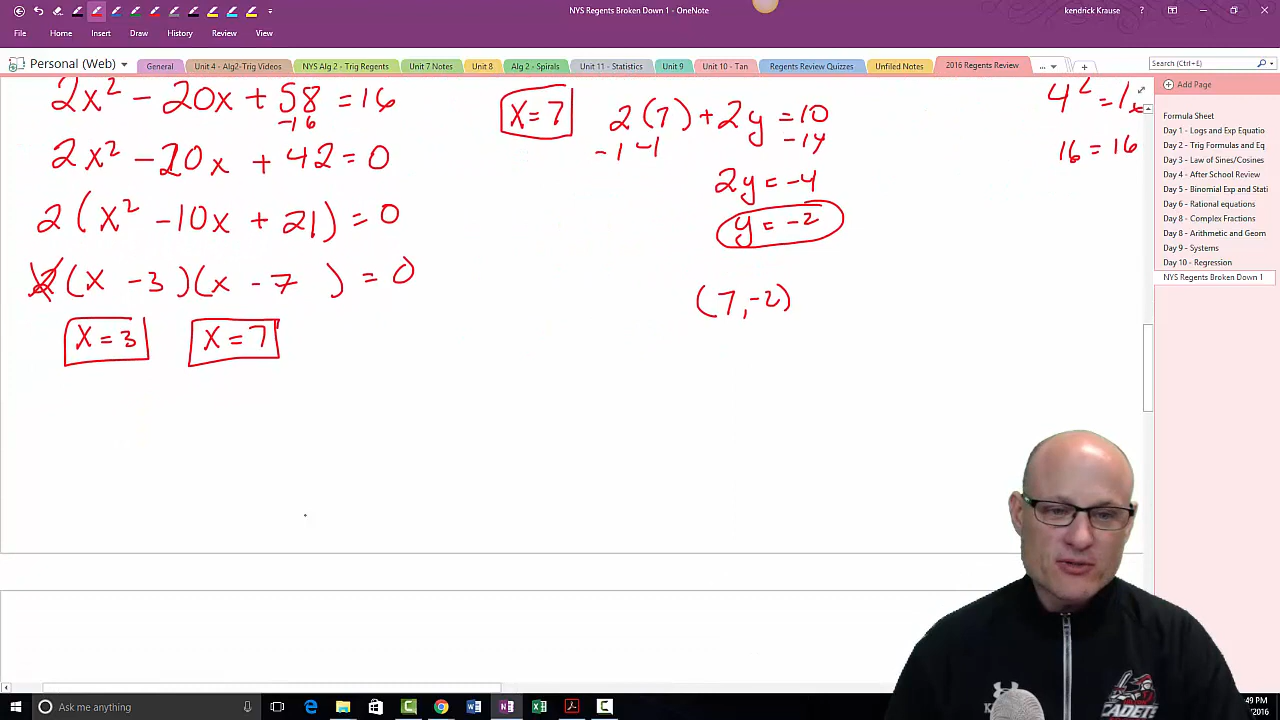 NYS Regents Broken Down 1 - OneNote
kendrick Krause
File Home Insert Draw History Review View
Personal (Web)
General
Unit 4 - Alg2-Trig Videos
NYS Alg 2 - Trig Regents
Unit 7 Notes
Unit 8
Alg 2 - Spirals
Unit 11 - Statistics
Unit 9
Unit 10 - Tan
Regents Review Quizzes
Unfiled Notes
2016 Regents Review
...
Search (Ctrl+E)
Add Page
Formula Sheet
Day 1 - Logs and Exp Equatio
Day 2 - Trig Formulas and Eq
Day 3 - Law of Sines/Cosines
Day 4 - After School Review
Day 5 - Binomial Exp and Stati
Day 6 - Rational equations
Day 8 - Complex Fractions
Day 8 - Arithmetic and Geom
Day 9 - Systems
Day 10 - Regression
NYS Regents Broken Down 1
2x² - 20x + 58 = 16
-16
2x² - 20x + 42 = 0
2(x² - 10x + 21) = 0
2(x - 3)(x - 7) = 0
x = 3 x = 7
x = 7
2(7) + 2y = 10
-14 -14
2y = -4
y = -2
(7, -2)
16 = 16
CADETS
Ask me anything
:49 PM
/2016